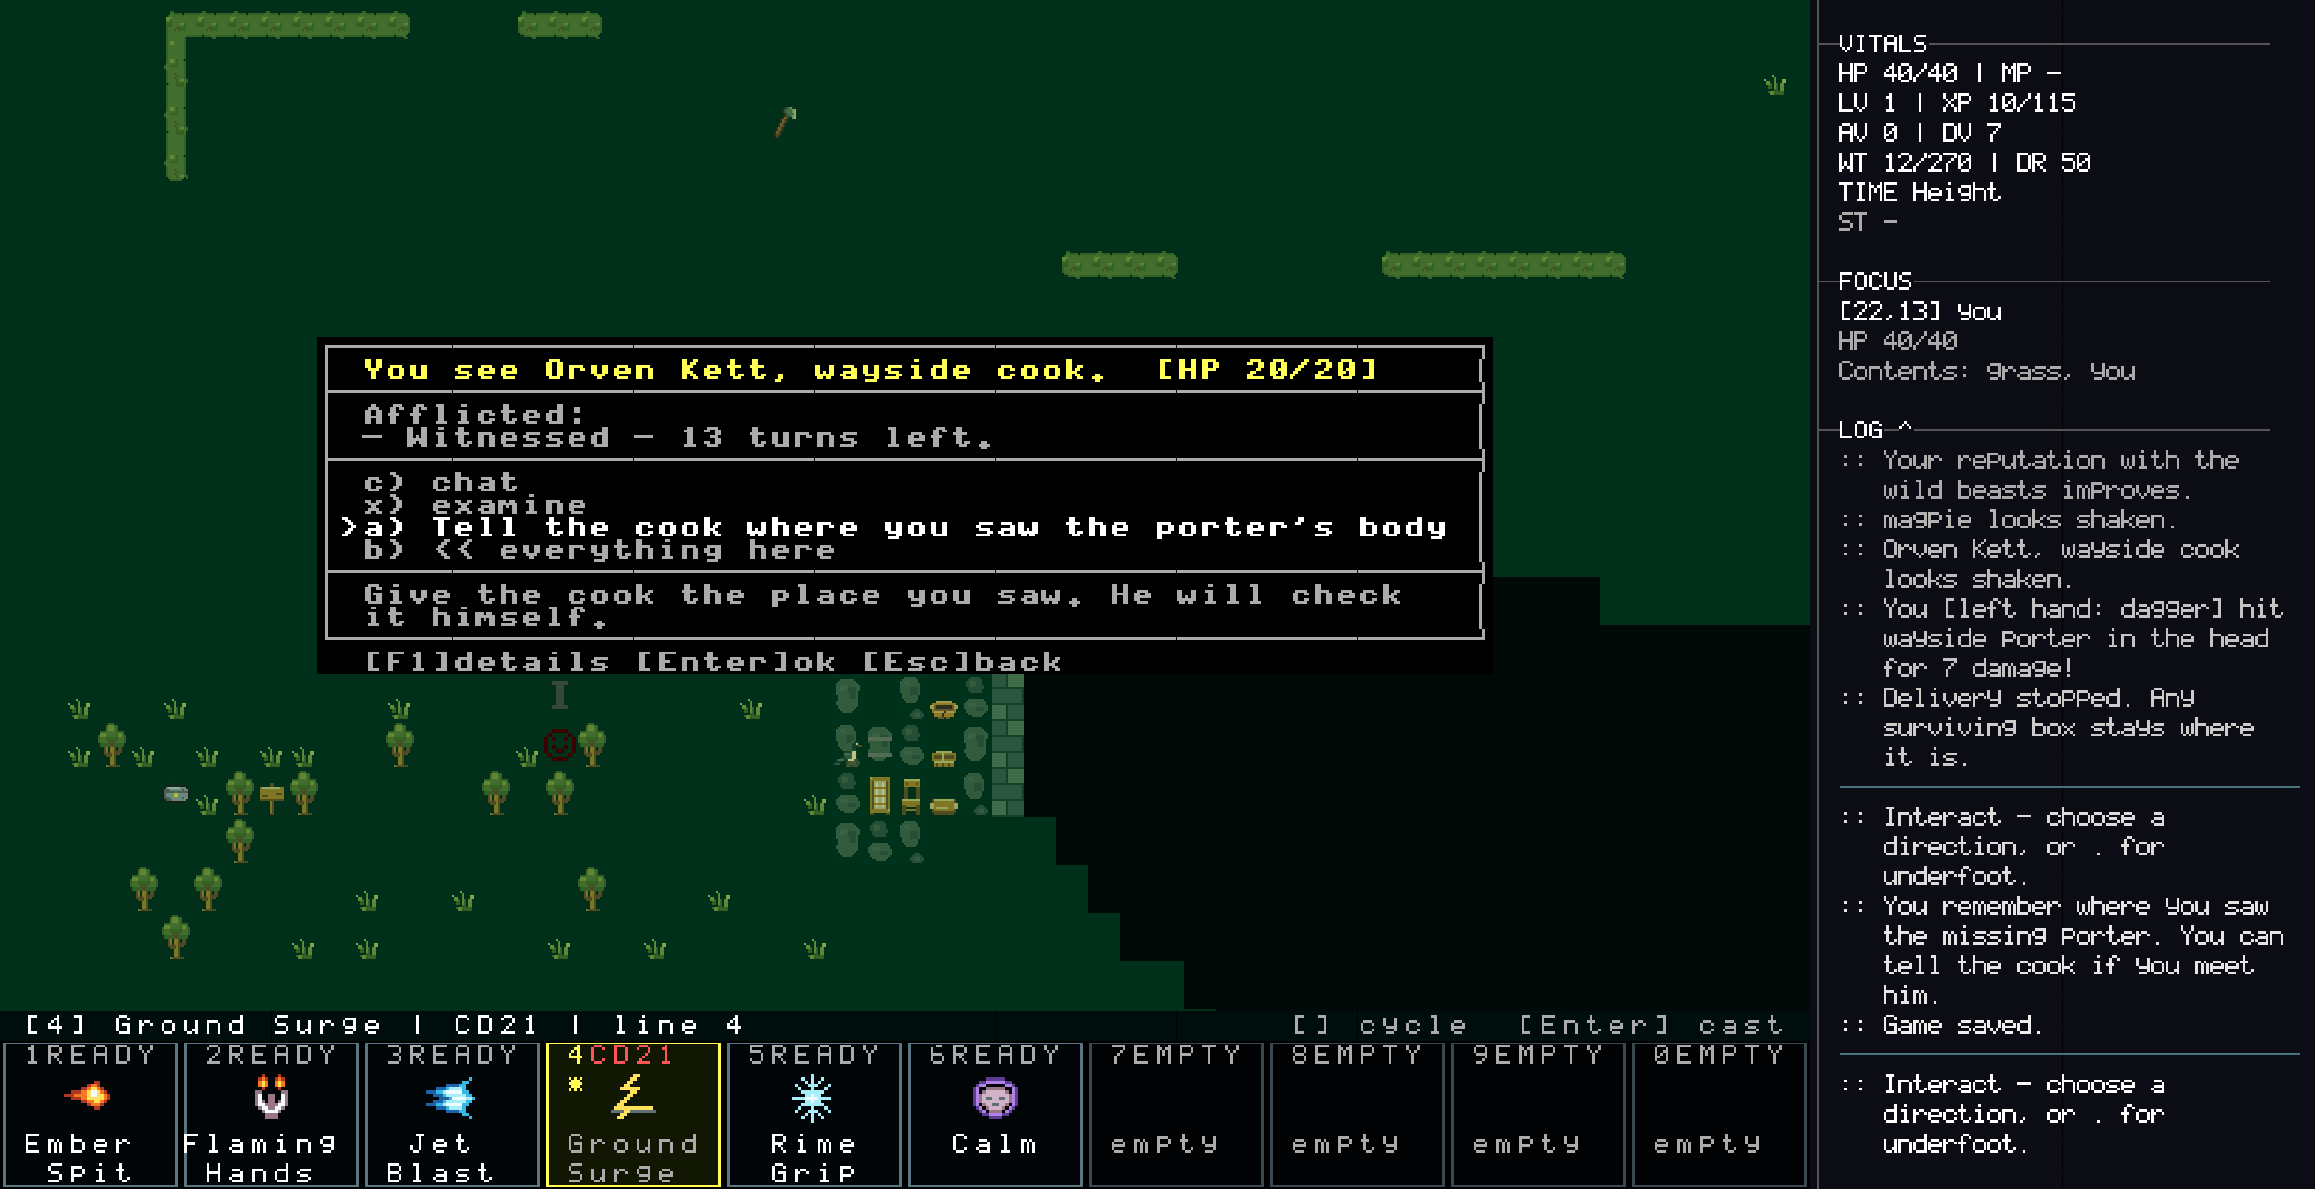 You see Orven Kett, wayside cook.  [HP 20/20]
Afflicted:
- Witnessed - 13 turns left.
c) chat
x) examine
>a) Tell the cook where you saw the porter's body
b) << everything here
Give the cook the place you saw. He will check
it himself.
[F1]details [Enter]ok [Esc]back
[4] Ground Surge | CD21 | line 4
[] cycle  [Enter] cast
1READY
Ember
Spit
2READY
Flaming
Hands
3READY
Jet
Blast
4CD21
*
Ground
Surge
5READY
Rime
Grip
6READY
Calm
7EMPTY
empty
8EMPTY
empty
9EMPTY
empty
0EMPTY
empty
VITALS
HP 40/40 | MP -
LV 1 | XP 10/115
AV 0 | DV 7
WT 12/270 | DR 50
TIME Height
ST -
FOCUS
[22,13] you
HP 40/40
Contents: grass, you
LOG ^
:: Your reputation with the
wild beasts improves.
:: magpie looks shaken.
:: Orven Kett, wayside cook
looks shaken.
:: You [left hand: dagger] hit
wayside porter in the head
for 7 damage!
:: Delivery stopped. Any
surviving box stays where
it is.
:: Interact - choose a
direction, or . for
underfoot.
:: You remember where you saw
the missing porter. You can
tell the cook if you meet
him.
:: Game saved.
:: Interact - choose a
direction, or . for
underfoot.